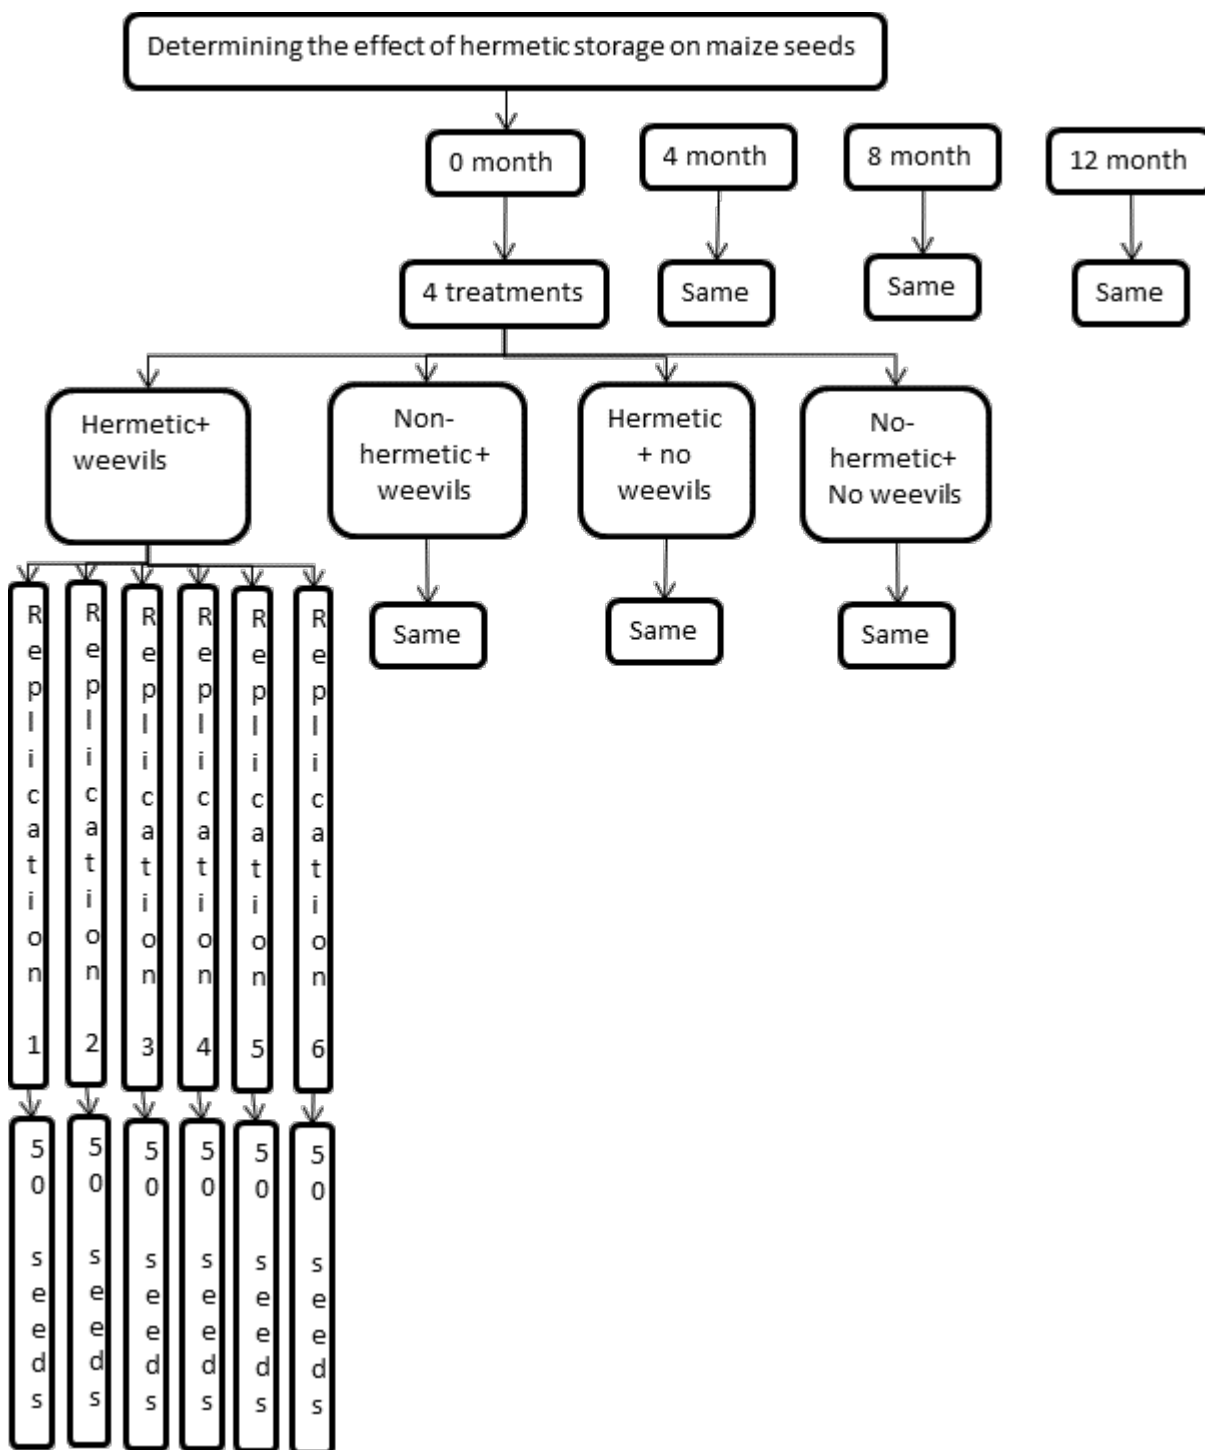 Determining the effect of hermetic storage on maize seeds
0 month
4 month
8 month
12 month
4 treatments
Same
Same
Same
Hermetic+
weevils
Non-
hermetic +
weevils
Hermetic
+ no
weevils
No-
hermetic+
No weevils
Same
Same
Same
Replication 1
Replication 2
Replication 3
Replication 4
Replication 5
Replication 6
50 seeds
50 seeds
50 seeds
50 seeds
50 seeds
50 seeds